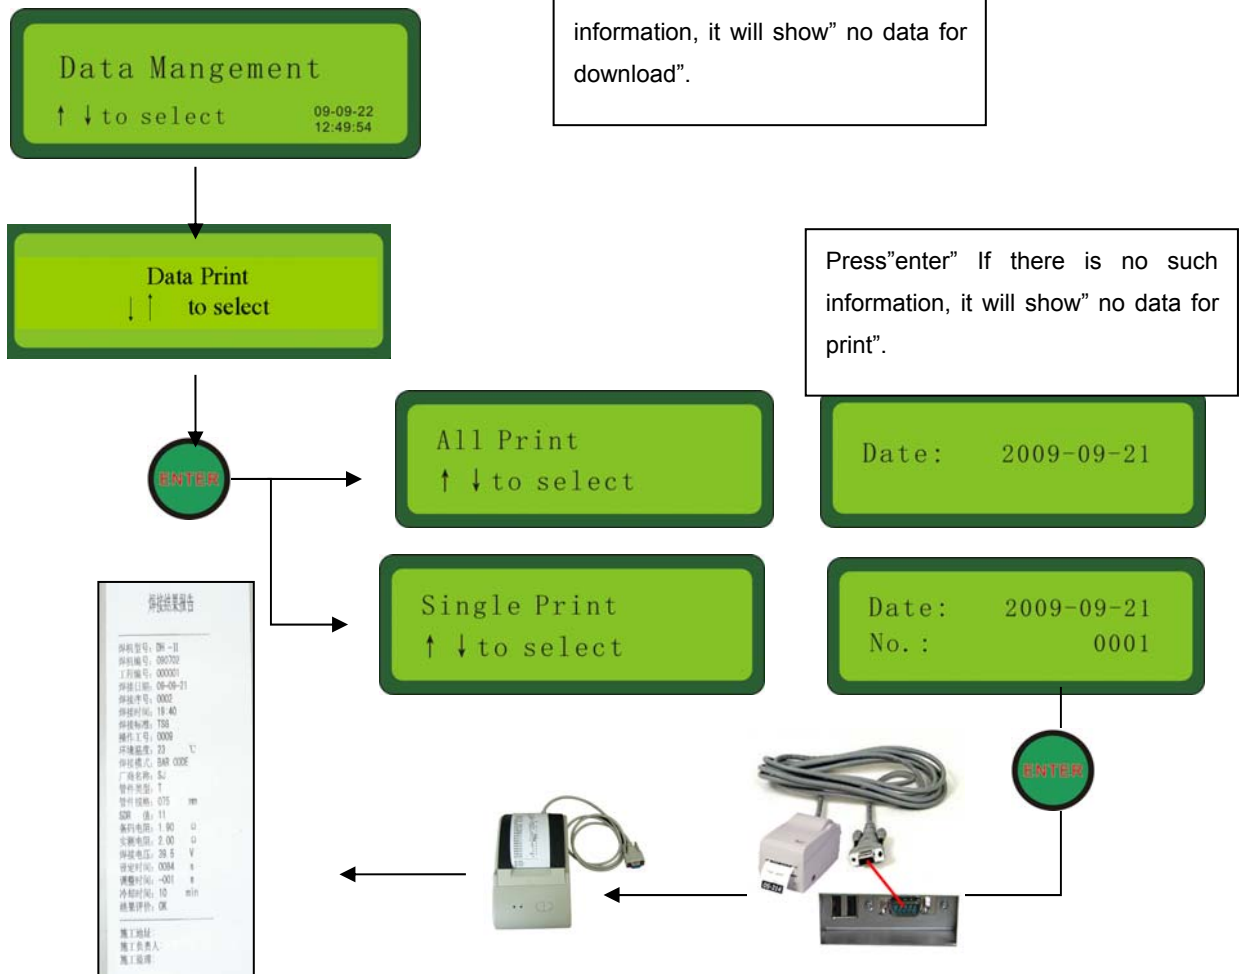 information, it will show” no data for
download”.
Data Mangement
↑ ↓ to select
09-09-22
12:49:54
Data Print
↓ ↑ to select
Press”enter” If there is no such
information, it will show” no data for
print”.
ENTER
All Print
↑ ↓ to select
Date: 2009-09-21
Single Print
↑ ↓ to select
Date: 2009-09-21
No.: 0001
ENTER
焊接结果报告
焊机型号: DH -II
焊机编号: 090702
工程编号: 000001
焊接日期: 09-09-21
焊接序号: 0002
焊接时间: 19:40
焊接标准: TSG
操作工号: 0009
环境温度: 23 ℃
焊接模式: BAR CODE
厂商名称: SJ
管件类型: T
管件规格: 075 mm
SDR 值: 11
条码电阻: 1.90 Ω
实测电阻: 2.00 Ω
焊接电压: 39.5 V
设定时间: 0084 s
调整时间: -001 s
冷却时间: 10 min
结果评价: OK
施工地址:
施工负责人:
施工监理: